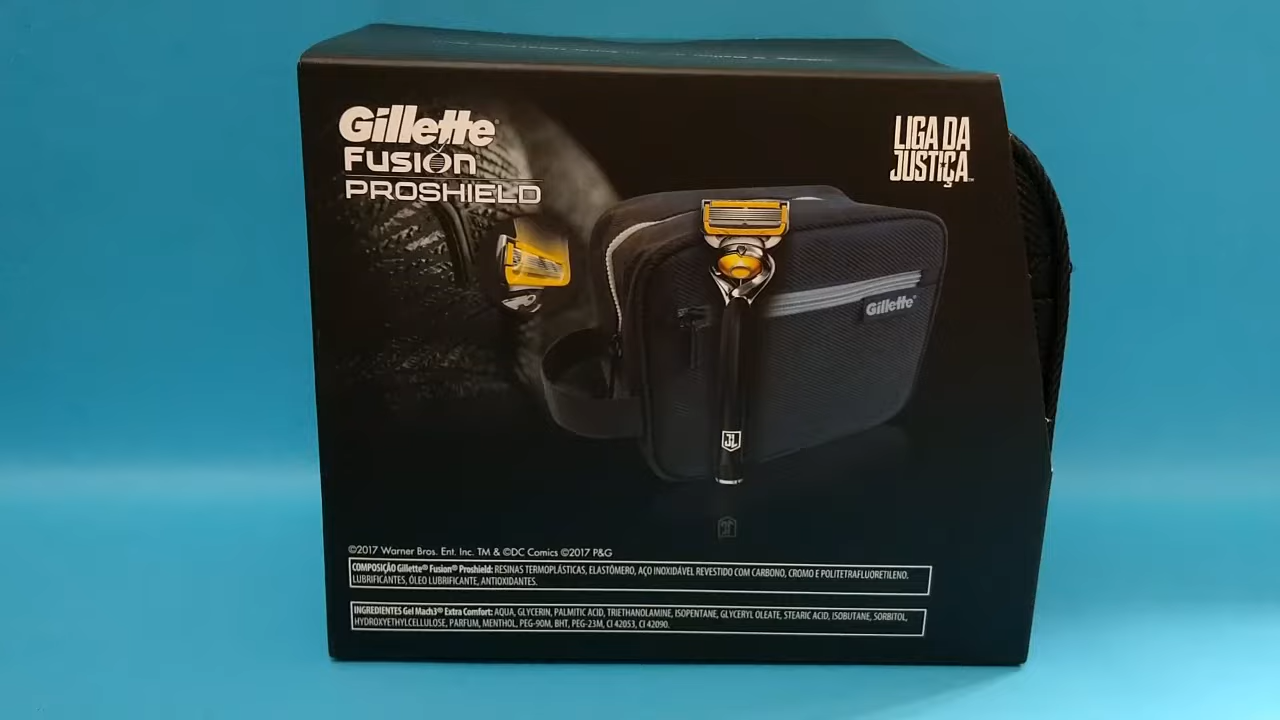 Gillette®
FUSION
PROSHIELD
LIGA DA
JUSTIÇA™
Gillette®
JL
©2017 Warner Bros. Ent. Inc. TM & ©DC Comics ©2017 P&G
COMPOSIÇÃO Gillette® Fusion® Proshield: RESINAS TERMOPLÁSTICAS, ELASTÔMERO, AÇO INOXIDÁVEL REVESTIDO COM CARBONO, CROMO E POLITETRAFLUORETILENO.
LUBRIFICANTES, ÓLEO LUBRIFICANTE, ANTIOXIDANTES.
INGREDIENTES Gel Mach3® Extra Comfort: AQUA, GLYCERIN, PALMITIC ACID, TRIETHANOLAMINE, ISOPENTANE, GLYCERYL OLEATE, STEARIC ACID, ISOBUTANE, SORBITOL,
HYDROXYETHYLCELLULOSE, PARFUM, MENTHOL, PEG-90M, BHT, PEG-23M, CI 42053, CI 42090.